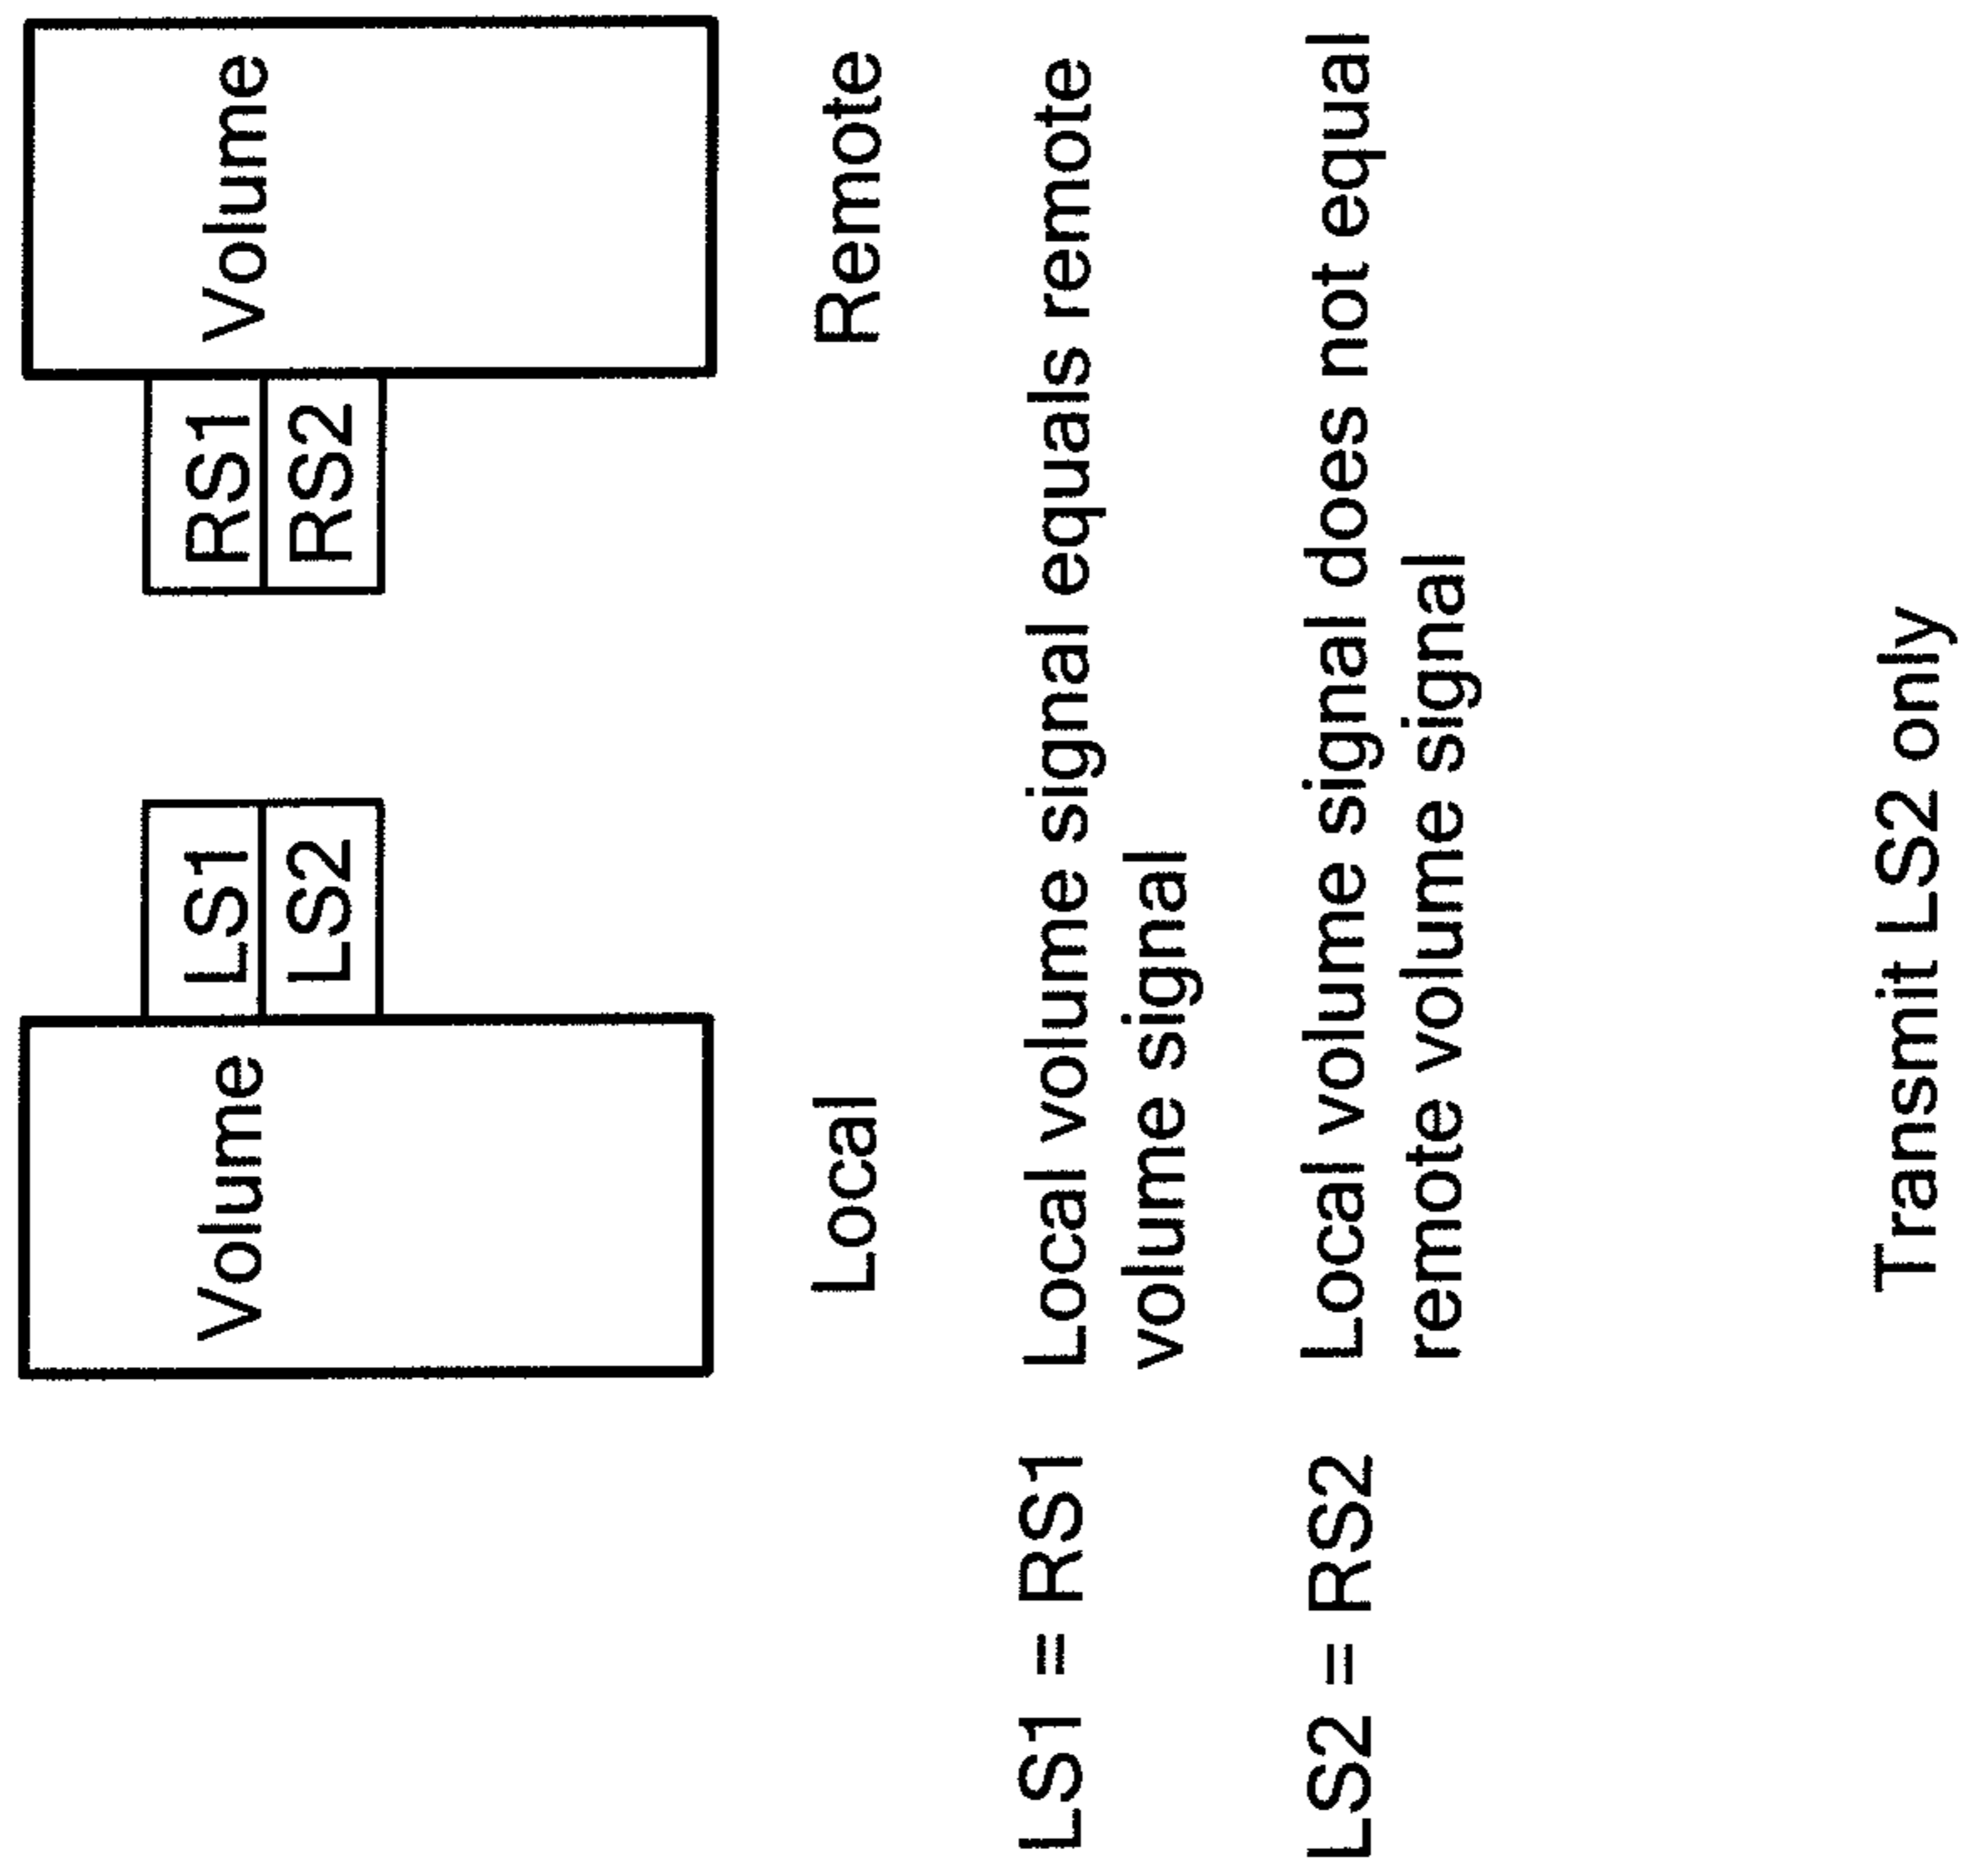 Volume
LS1
LS2
RS1
RS2
Volume
Local
Remote
LS1 = RS1
Local volume signal equals remote
volume signal
LS2 = RS2
Local volume signal does not equal
remote volume signal
Transmit LS2 only